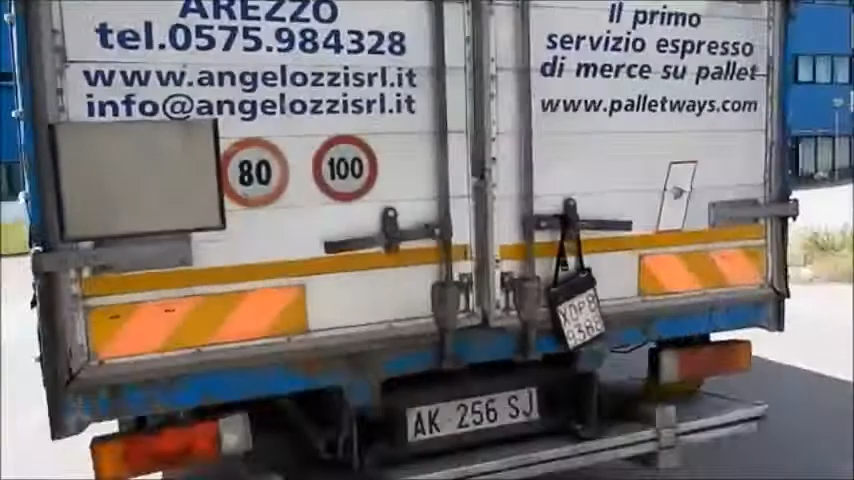 AREZZO
tel.0575.984328
www.angelozzisrl.it
info@angelozzisrl.it
80
100
Il primo
servizio espresso
di merce su pallet
www.palletways.com
AK 256 SJ